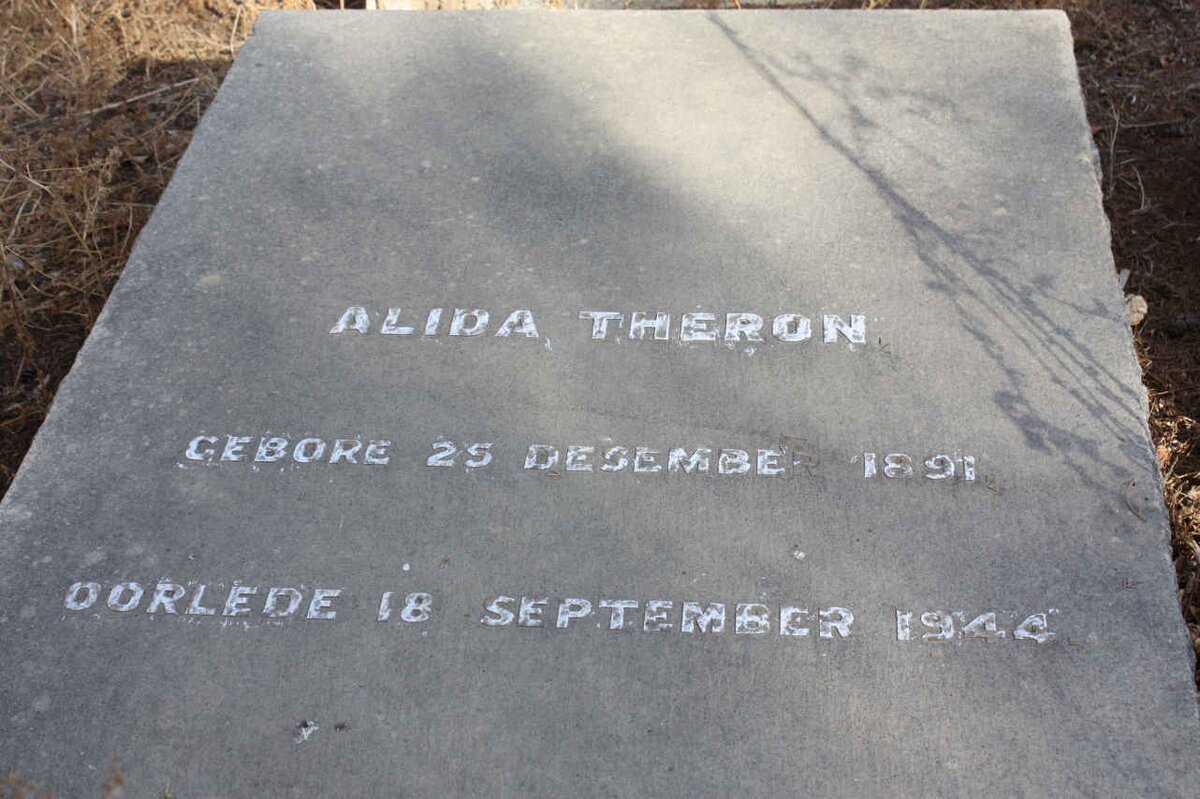 ALIDA THERON
GEBORE 25 DESEMBER 1891
OORLEDE 18 SEPTEMBER 1944